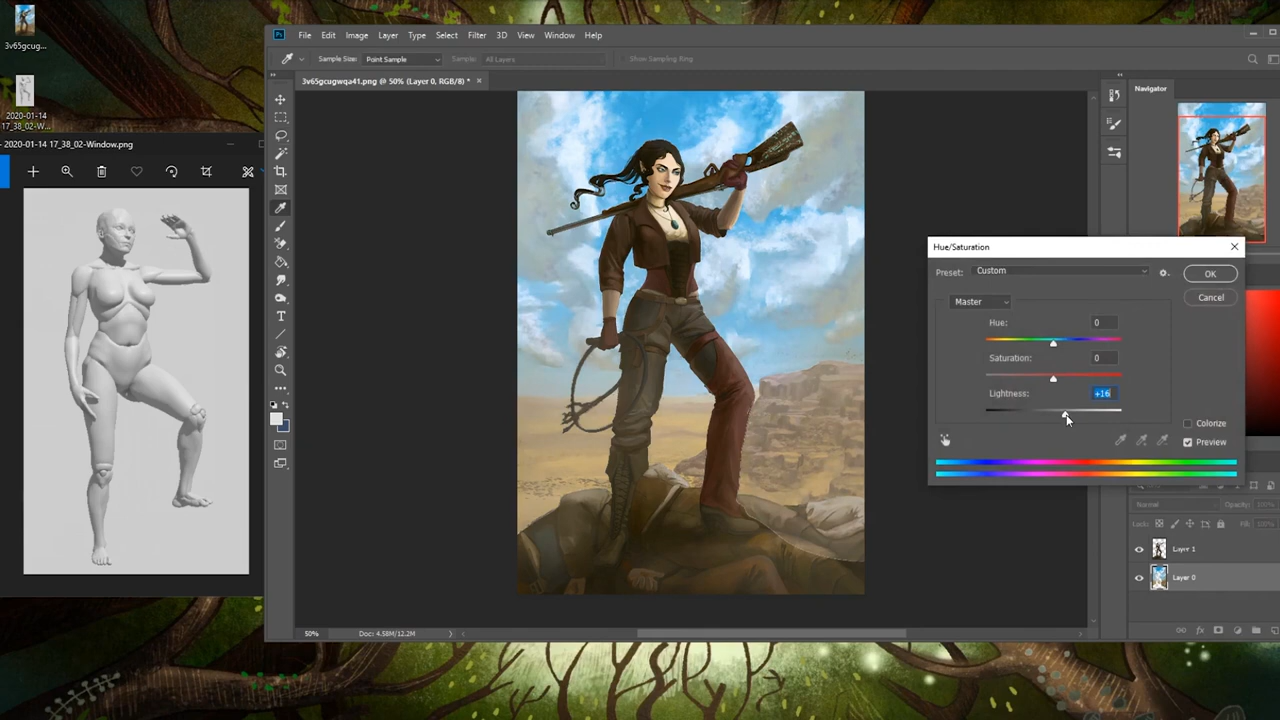 3v65gcug...
2020-01-14
17_38_02-W...
- 2020-01-14 17_38_02-Window.png
Ps
File Edit Image Layer Type Select Filter 3D View Window Help
Sample Size: Point Sample Sample: All Layers Show Sampling Ring
3v65gcugwqa41.png @ 50% (Layer 0, RGB/8) *
Navigator
Hue/Saturation
Preset: Custom
OK
Cancel
Master
Hue: 0
Saturation: 0
Lightness: +16
Colorize
Preview
Normal Opacity: 100%
Lock: Fill: 100%
Layer 1
Layer 0
50% Doc: 4.58M/12.2M